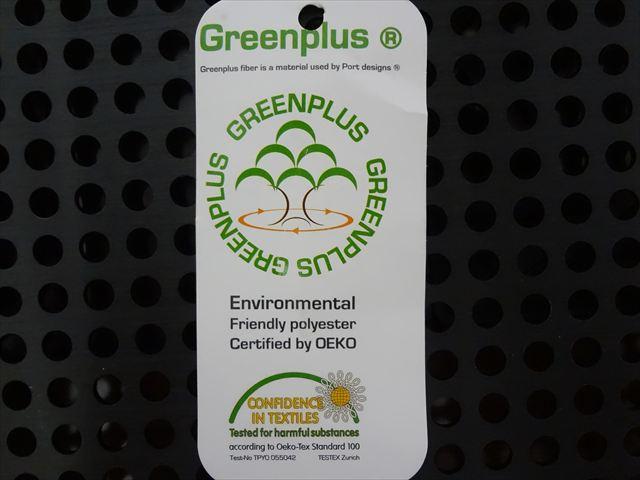 Greenplus ®
Greenplus fiber is a material used by Port designs ®
GREENPLUS GREENPLUS GREENPLUS
Environmental
Friendly polyester
Certified by OEKO
CONFIDENCE
IN TEXTILES
Tested for harmful substances
according to Oeko-Tex Standard 100
Test-No TPYO 055042 TESTEX Zurich